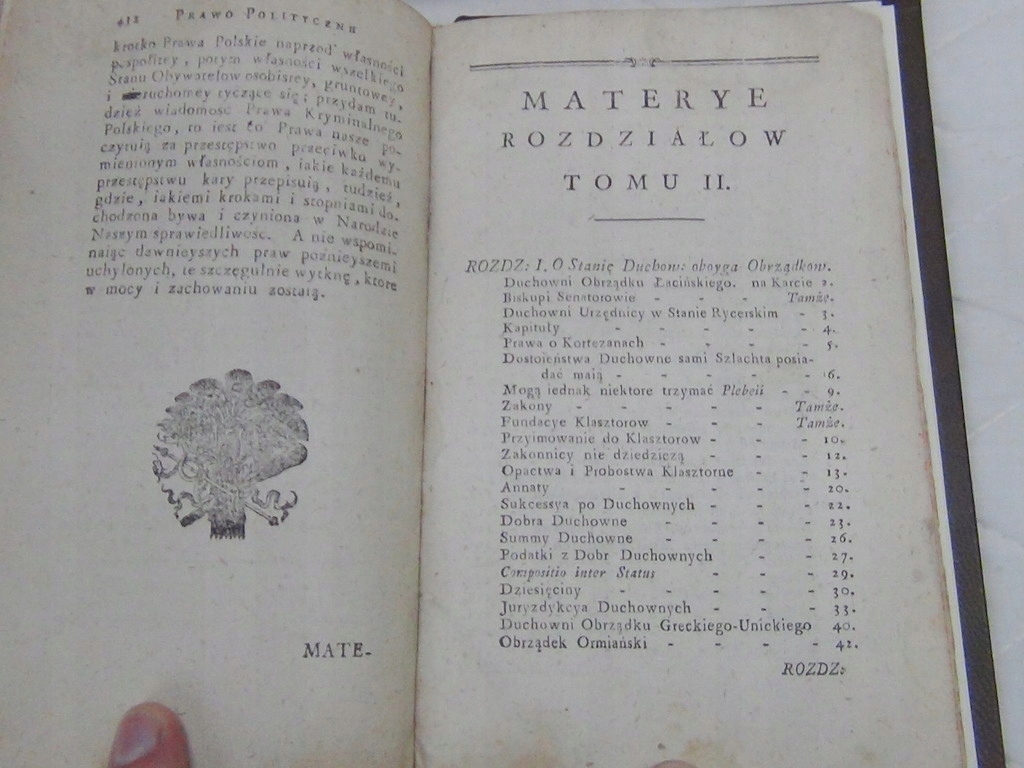 412 PRAWO POLITYCZNE
krotko Prawa Polskie naprzod własności
pospolitey, potym własności wszelkiego
Stanu Obywatelow osobistey, gruntowey,
i nieruchomey tyczące się; przydam tu-
dzież wiadomość Prawa Kryminalnego
Polskiego, to iest to Prawa nasze po-
czytuią za przestępstwo przeciwko wy-
mienionym własnościom, iakie każdemu
przestępstwu kary przepisuią, tudzież,
gdzie, iakiemi krokami i stopniami do-
chodzona bywa i czyniona w Narodzie
Naszym sprawiedliwość. A nie wspomi-
naiąc dawnieyszych praw poznieyszemi
uchylonych, te szczegulnie wytknę, ktore
w mocy i zachowaniu zostaią.
MATE-
MATERYE
ROZDZIAŁOW
TOMU II.
ROZDZ: I. O Stanie Duchow: oboyga Obrządkow.
Duchowni Obrządku Łacińskiego. na Karcie 2.
Biskupi Senatorowie - - - Tamże.
Duchowni Urzędnicy w Stanie Rycerskim - 3.
Kapituły - - - - - 4.
Prawa o Kortezanach - - - - 5.
Dostoieństwa Duchowne sami Szlachta posia-
dać maią - - - - 6.
Mogą iednak niektore trzymać Plebeii - - 9.
Zakony - - - - - Tamże.
Fundacye Klasztorow - - - Tamże.
Przyimowanie do Klasztorow - - - 10.
Zakonnicy nie dziedziczą - - - 12.
Opactwa i Probostwa Klasztorne - - 13.
Annaty - - - - - 20.
Sukcessya po Duchownych - - - 22.
Dobra Duchowne - - - - 23.
Summy Duchowne - - - - 26.
Podatki z Dobr Duchownych - - 27.
Compositio inter Status - - - 29.
Dziesięciny - - - - 30.
Juryzdykcya Duchownych - - - 33.
Duchowni Obrządku Greckiego-Unickiego 40.
Obrządek Ormiański - - - - 42.
ROZDZ: